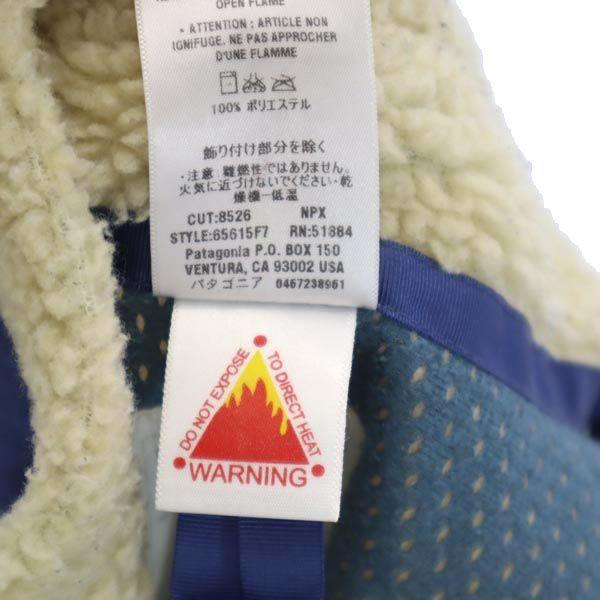 OPEN FLAME
• ATTENTION: ARTICLE NON
IGNIFUGE. NE PAS APPROCHER
D'UNE FLAMME
100% ポリエステル
飾り付け部分を除く
・注意 難燃性ではありません。
火気に近づけないでください・乾
燥機ー低温
CUT:8526 NPX
STYLE:65615F7 RN:51884
Patagonia P.O. BOX 150
VENTURA, CA 93002 USA
パタゴニア 0467238961
DO NOT EXPOSE
TO DIRECT HEAT
WARNING